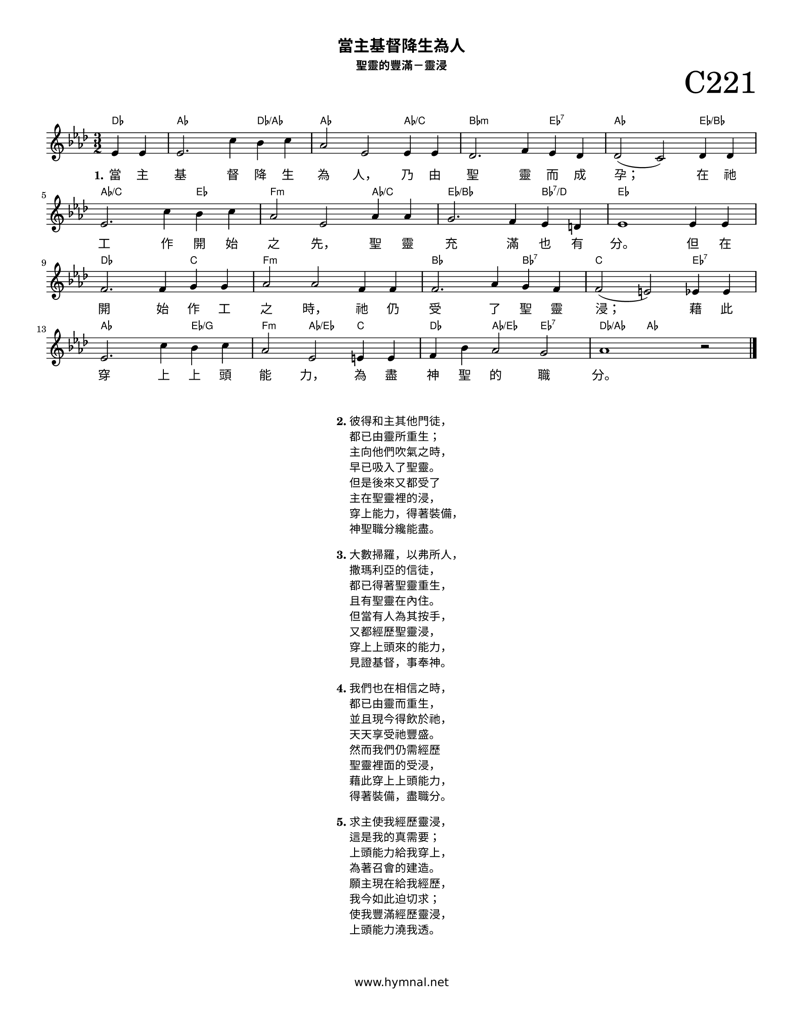 當主基督降生為人
聖靈的豐滿－靈浸
C221
D♭ A♭ D♭/A♭ A♭ A♭/C B♭m E♭7 A♭ E♭/B♭
1. 當 主 基 督 降 生 為 人， 乃 由 聖 靈 而 成 孕； 在 祂
5 A♭/C E♭ Fm A♭/C E♭/B♭ B♭7/D E♭
工 作 開 始 之 先， 聖 靈 充 滿 也 有 分。 但 在
9 D♭ C Fm B♭ B♭7 C E♭7
開 始 作 工 之 時， 祂 仍 受 了 聖 靈 浸； 藉 此
13 A♭ E♭/G Fm A♭/E♭ C D♭ A♭/E♭ E♭7 D♭/A♭ A♭
穿 上 上 頭 能 力， 為 盡 神 聖 的 職 分。
2. 彼得和主其他門徒，
都已由靈所重生；
主向他們吹氣之時，
早已吸入了聖靈。
但是後來又都受了
主在聖靈裡的浸，
穿上能力，得著裝備，
神聖職分纔能盡。
3. 大數掃羅，以弗所人，
撒瑪利亞的信徒，
都已得著聖靈重生，
且有聖靈在內住。
但當有人為其按手，
又都經歷聖靈浸，
穿上上頭來的能力，
見證基督，事奉神。
4. 我們也在相信之時，
都已由靈而重生，
並且現今得飲於祂，
天天享受祂豐盛。
然而我們仍需經歷
聖靈裡面的受浸，
藉此穿上上頭能力，
得著裝備，盡職分。
5. 求主使我經歷靈浸，
這是我的真需要；
上頭能力給我穿上，
為著召會的建造。
願主現在給我經歷，
我今如此迫切求；
使我豐滿經歷靈浸，
上頭能力澆我透。
www.hymnal.net